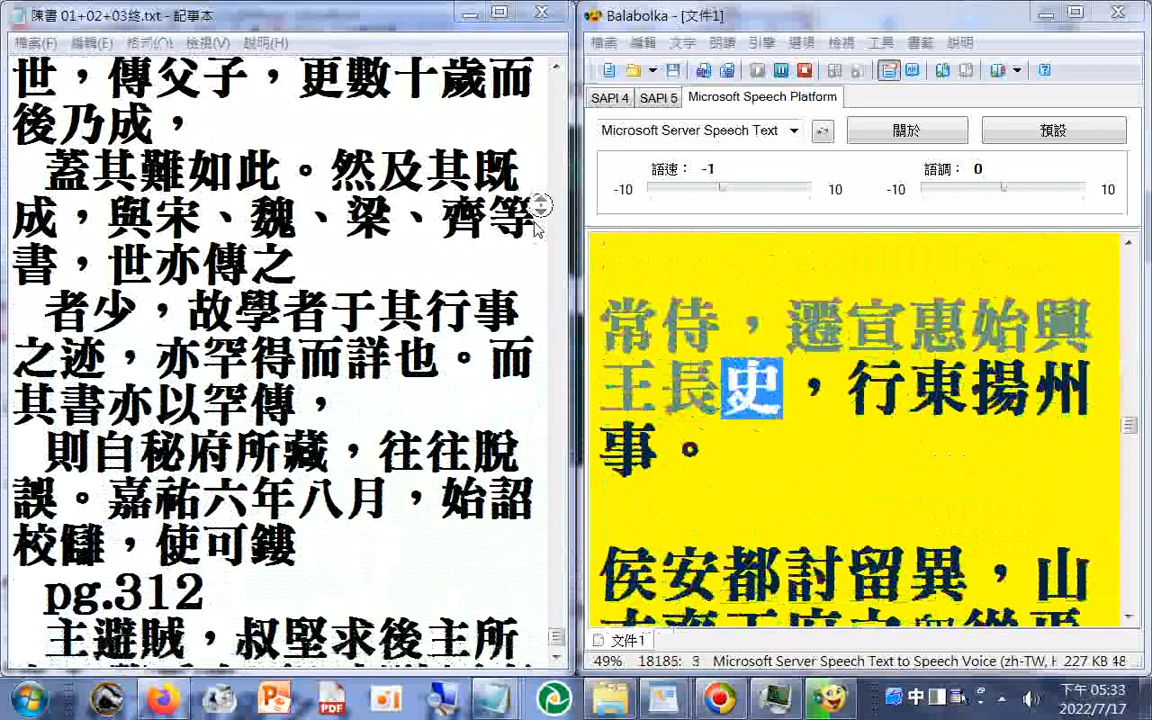 陳書 01+02+03終.txt - 記事本
檔案(F) 編輯(E) 格式(O) 檢視(V) 說明(H)
世，傳父子，更數十歲而
後乃成，
蓋其難如此。然及其既
成，與宋、魏、梁、齊等
書，世亦傳之
者少，故學者于其行事
之迹，亦罕得而詳也。而
其書亦以罕傳，
則自秘府所藏，往往脫
誤。嘉祐六年八月，始詔
校讎，使可鏤
pg.312
主避賊，叔堅求後主所
Balabolka - [文件1]
檔案 編輯 文字 朗讀 引擎 選項 檢視 工具 書籤 說明
SAPI 4 SAPI 5 Microsoft Speech Platform
Microsoft Server Speech Text 關於 預設
語速： -1 語調： 0
-10 10 -10 10
常侍，遷宣惠始興
王長史，行東揚州
事。
侯安都討留異，山
文件1
49% 18185: 3 Microsoft Server Speech Text to Speech Voice (zh-TW, H 227 KB 48
中
下午 05:33
2022/7/17